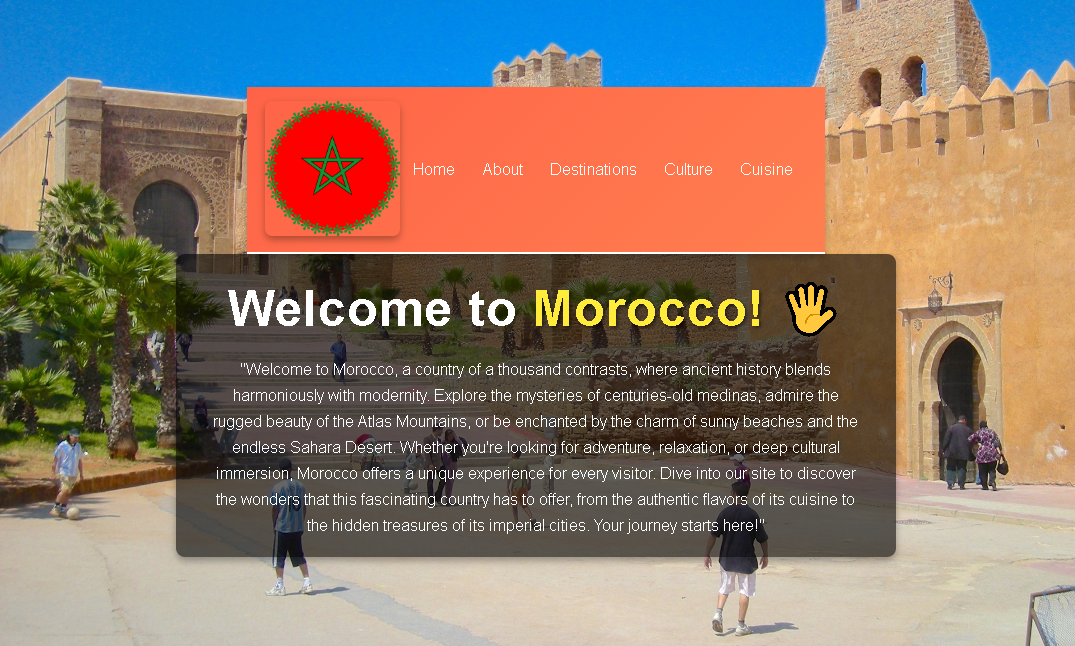 Home About Destinations Culture Cuisine
Welcome to Morocco! 🖐
"Welcome to Morocco, a country of a thousand contrasts, where ancient history blends
harmoniously with modernity. Explore the mysteries of centuries-old medinas, admire the
rugged beauty of the Atlas Mountains, or be enchanted by the charm of sunny beaches and the
endless Sahara Desert. Whether you're looking for adventure, relaxation, or deep cultural
immersion, Morocco offers a unique experience for every visitor. Dive into our site to discover
the wonders that this fascinating country has to offer, from the authentic flavors of its cuisine to
the hidden treasures of its imperial cities. Your journey starts here!"